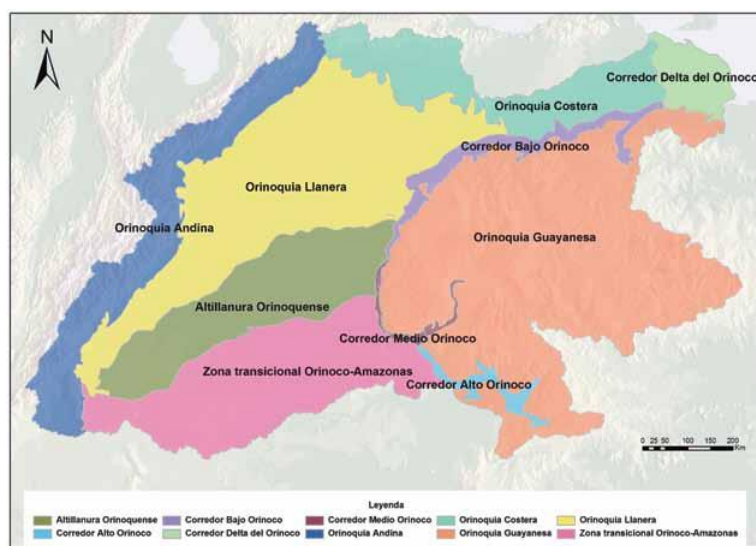 N
Corredor Delta del Orinoco
Orinoquia Costera
Corredor Bajo Orinoco
Orinoquia Llanera
Orinoquia Andina
Orinoquia Guayanesa
Altillanura Orinoquense
Corredor Medio Orinoco
Zona transicional Orinoco-Amazonas
Corredor Alto Orinoco
0 25 50 100 150 200
Km
Leyenda
Altillanura Orinoquense Corredor Bajo Orinoco Corredor Medio Orinoco Orinoquia Costera Orinoquia Llanera
Corredor Alto Orinoco Corredor Delta del Orinoco Orinoquia Andina Orinoquia Guayanesa Zona transicional Orinoco-Amazonas